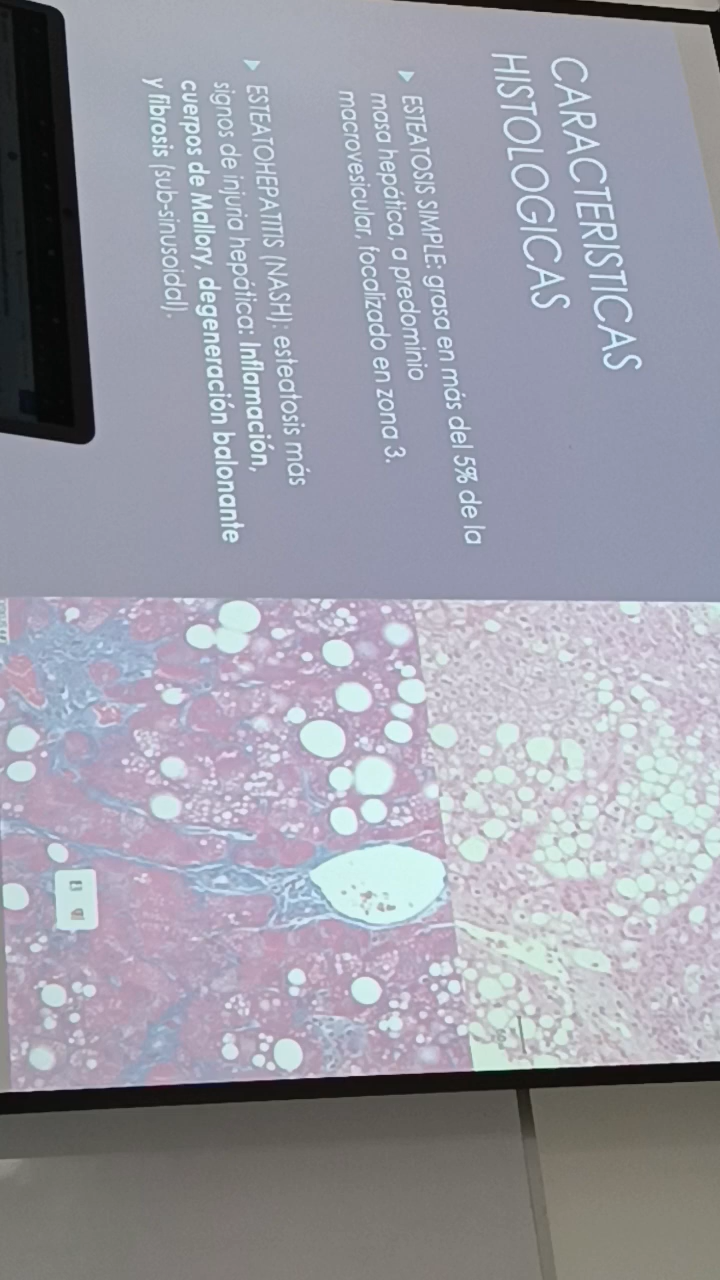 CARACTERISTICAS
HISTOLOGICAS
ESTEATOSIS SIMPLE: grasa en más del 5% de la
masa hepática, a predominio
macrovesicular, focalizado en zona 3.
ESTEATOHEPATITIS (NASH): esteatosis más
signos de injuria hepática: Inflamación,
cuerpos de Mallory, degeneración balonante
y fibrosis (sub-sinusoidal).